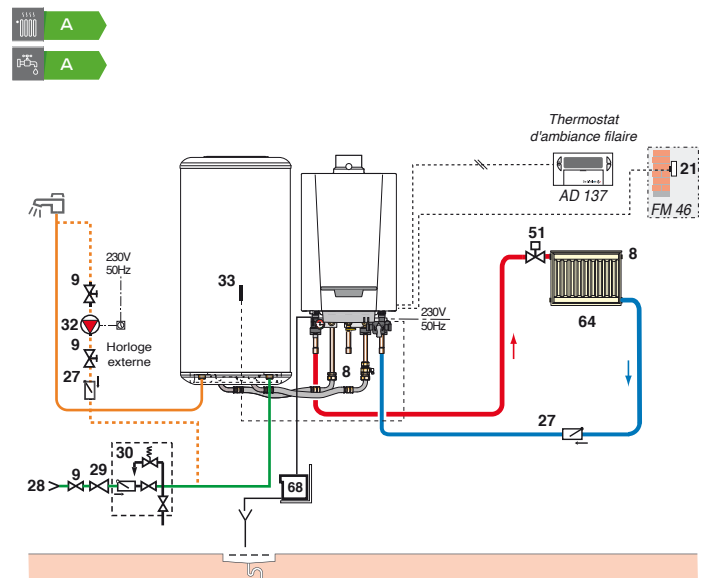 A
A
Thermostat
d'ambiance filaire
AD 137
21
FM 46
51
8
64
230V
50Hz
9
33
32
Horloge
externe
9
27
230V
50Hz
8
27
30
28
9
29
68